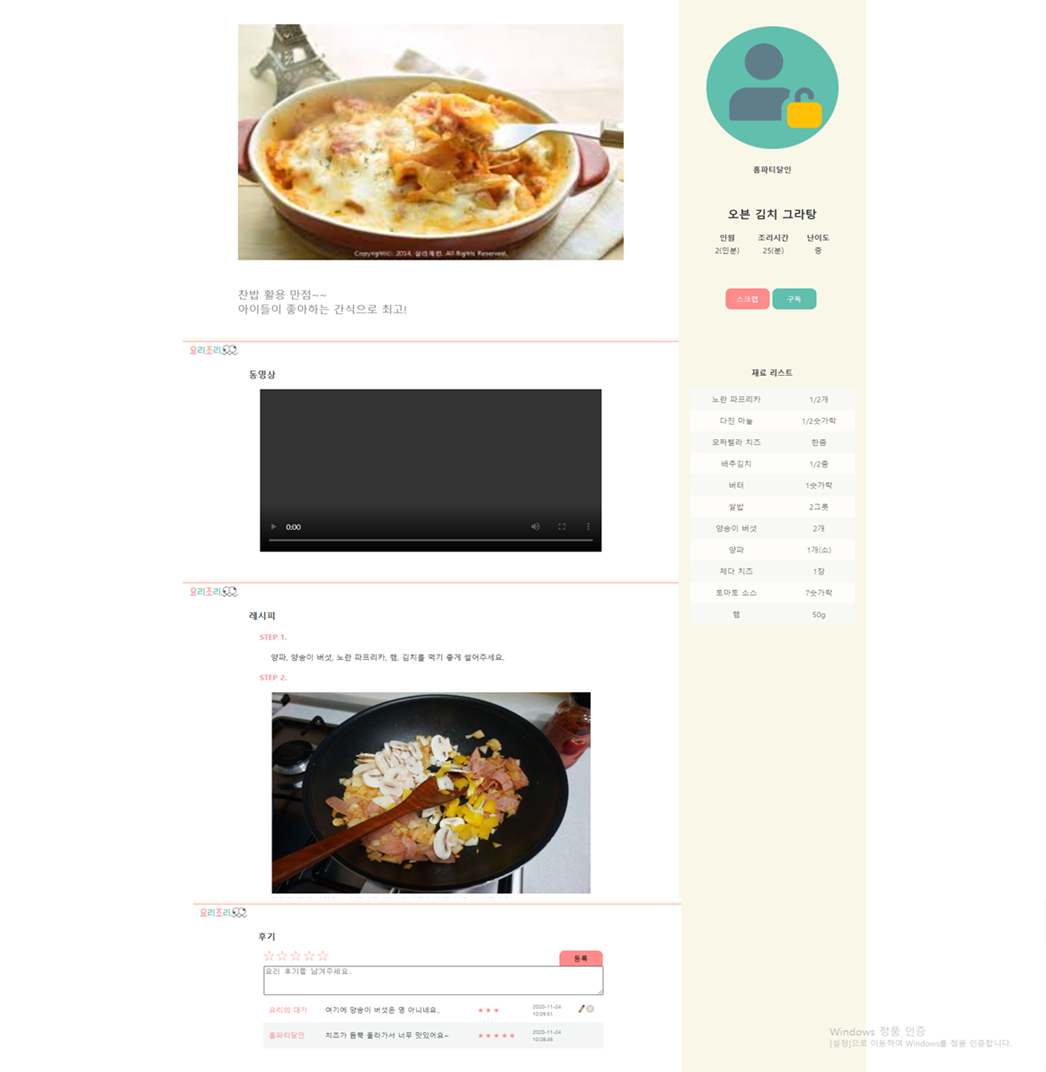 Copyright©. 2014. 살려제련. All Rights Reserved.
찬밥 활용 만점~~
아이들이 좋아하는 간식으로 최고!
홈파티달인
오븐 김치 그라탕
인원 조리시간 난이도
2(인분) 25(분) 중
스크랩 구독
재료 리스트
노란 파프리카 1/2개
다진 마늘 1/2숟가락
모짜렐라 치즈 한줌
배추김치 1/2줌
버터 1숟가락
쌀밥 2그릇
양송이 버섯 2개
양파 1개(소)
체다 치즈 1장
토마토 소스 7숟가락
햄 50g
요리조리
동영상
0:00
요리조리
레시피
STEP 1.
양파, 양송이 버섯, 노란 파프리카, 햄, 김치를 먹기 좋게 썰어주세요.
STEP 2.
요리조리
후기
☆☆☆☆☆
등록
요리 후기를 남겨주세요.
요리의 대가 여기에 양송이 버섯은 영 아니네요.. ★★★ 2020-11-24
10:09:51
홈파티달인 치즈가 듬뿍 올라가서 너무 맛있어요~ ★★★★★ 2020-11-24
10:08:46
Windows 정품 인증
[설정]으로 이동하여 Windows를 정품 인증합니다.